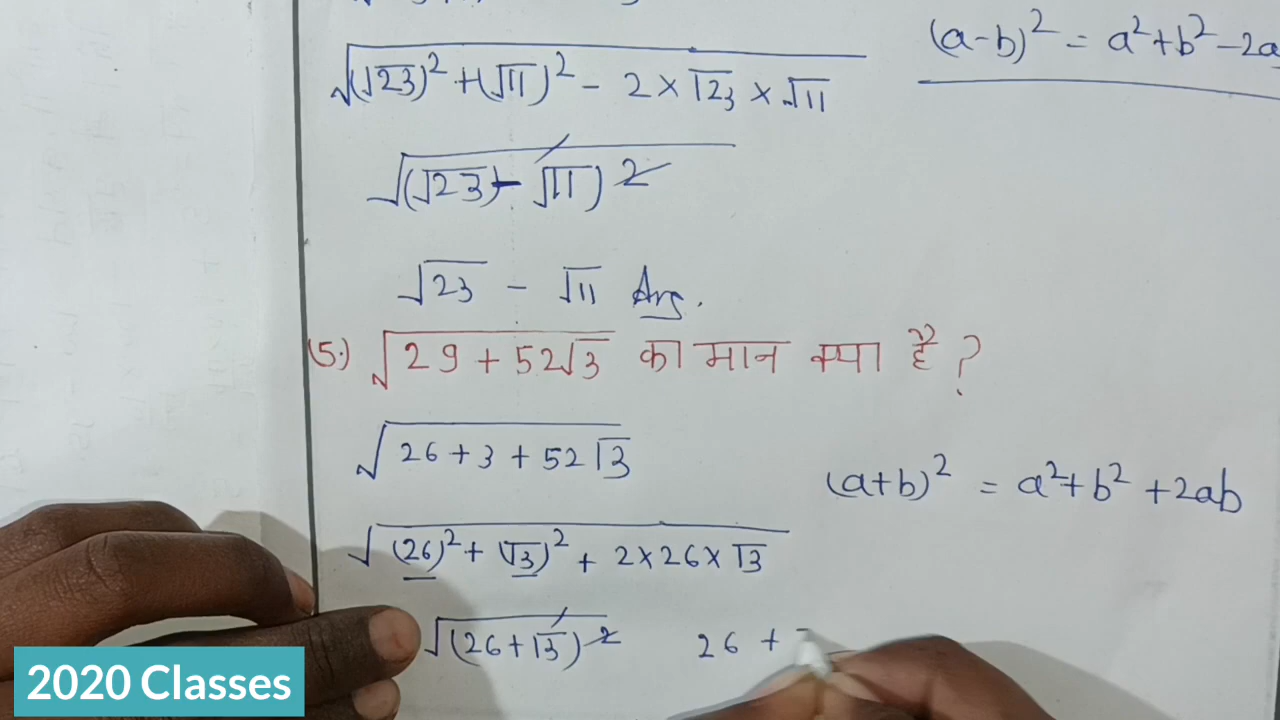 (a-b)² = a²+b²-2a
√((√23)²+(√11)² - 2×√23×√11)
√((√23 - √11)²)
√23 - √11 Ans.
(5.) √(29+52√3) का मान क्या है ?
√(26+3+52√3)
(a+b)² = a²+b²+2ab
√((26)²+(√3)²+2×26×√3)
√((26+√3)²) 26 +
2020 Classes